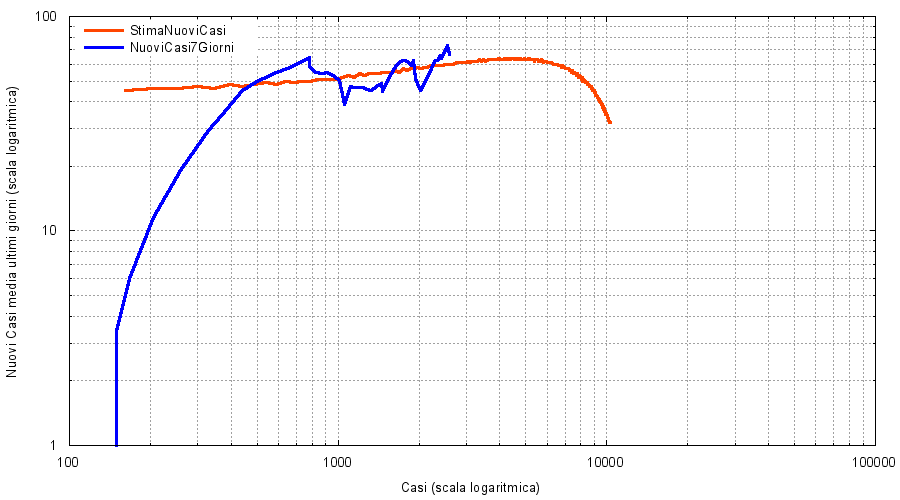 100
StimaNuoviCasi
NuoviCasi7Giorni
10
1
Nuovi Casi media ultimi giorni (scala logaritmica)
100 1000 10000 100000
Casi (scala logaritmica)